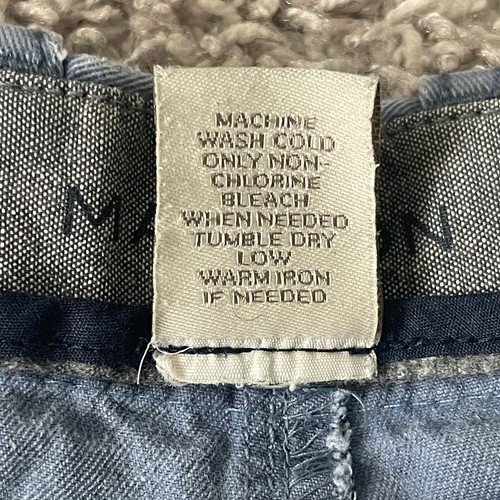 MACHINE
WASH COLD
ONLY NON-
CHLORINE
BLEACH
WHEN NEEDED
TUMBLE DRY
LOW
WARM IRON
IF NEEDED